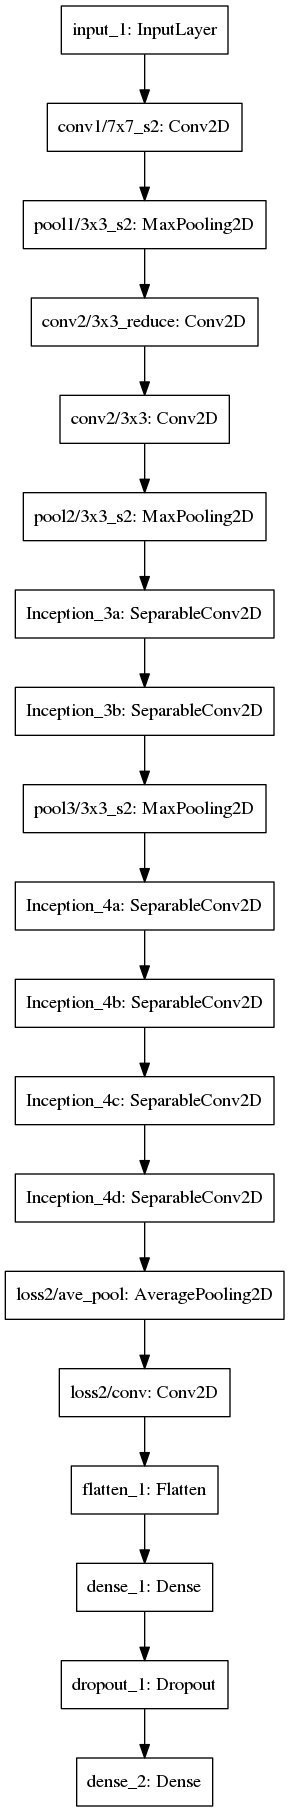 input_1: InputLayer
conv1/7x7_s2: Conv2D
pool1/3x3_s2: MaxPooling2D
conv2/3x3_reduce: Conv2D
conv2/3x3: Conv2D
pool2/3x3_s2: MaxPooling2D
Inception_3a: SeparableConv2D
Inception_3b: SeparableConv2D
pool3/3x3_s2: MaxPooling2D
Inception_4a: SeparableConv2D
Inception_4b: SeparableConv2D
Inception_4c: SeparableConv2D
Inception_4d: SeparableConv2D
loss2/ave_pool: AveragePooling2D
loss2/conv: Conv2D
flatten_1: Flatten
dense_1: Dense
dropout_1: Dropout
dense_2: Dense